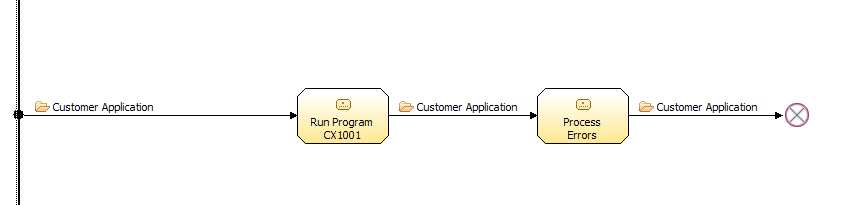 Customer Application
Run Program
CX1001
Customer Application
Process
Errors
Customer Application